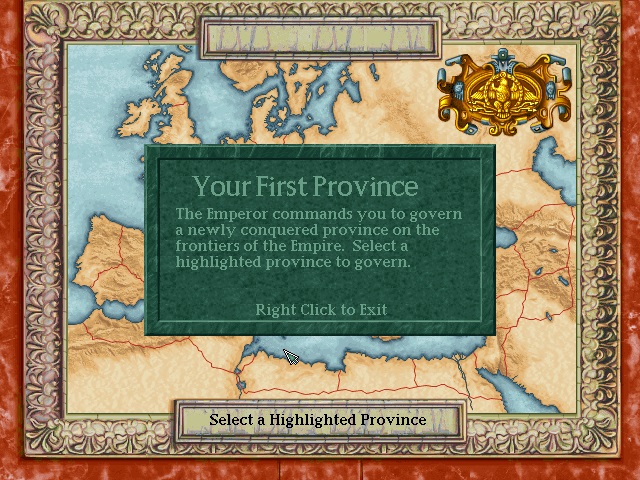 Your First Province
The Emperor commands you to govern
a newly conquered province on the
frontiers of the Empire. Select a
highlighted province to govern.
Right Click to Exit
Select a Highlighted Province